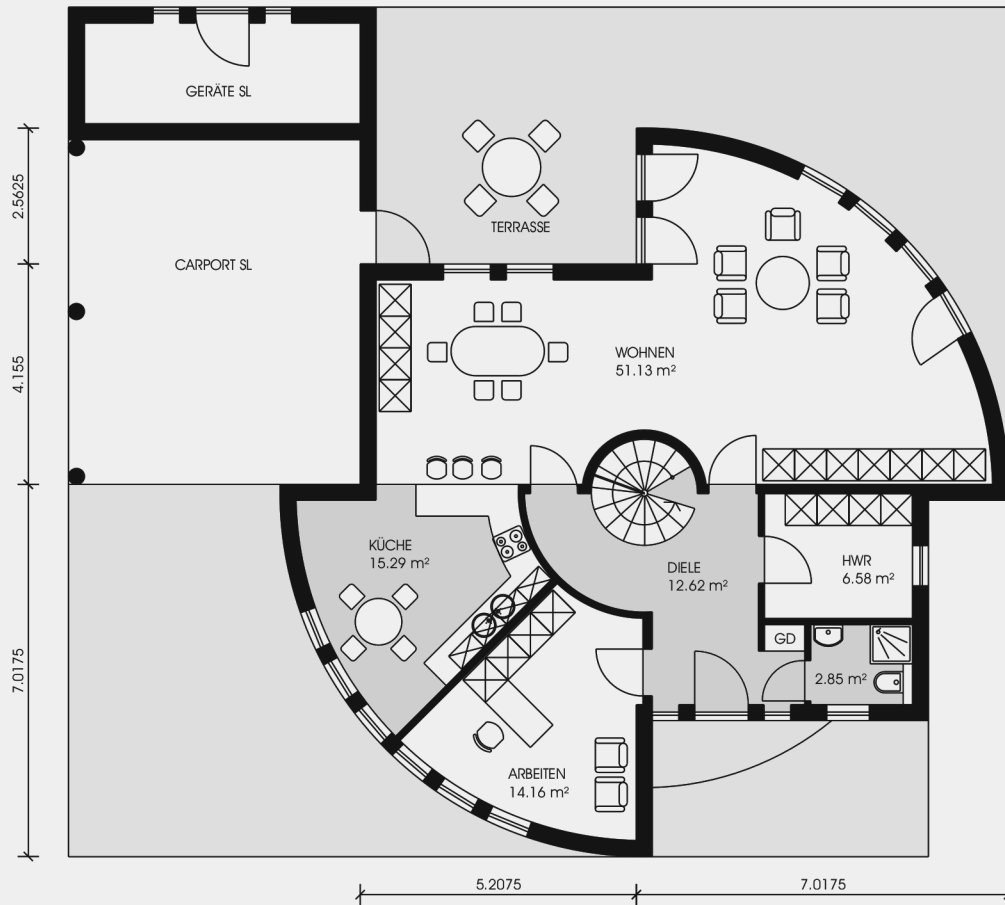 GERÄTE SL
2.5625
TERRASSE
CARPORT SL
WOHNEN
51.13 m²
4.155
KÜCHE
15.29 m²
DIELE
12.62 m²
HWR
6.58 m²
7.0175
GD
2.85 m²
ARBEITEN
14.16 m²
5.2075
7.0175